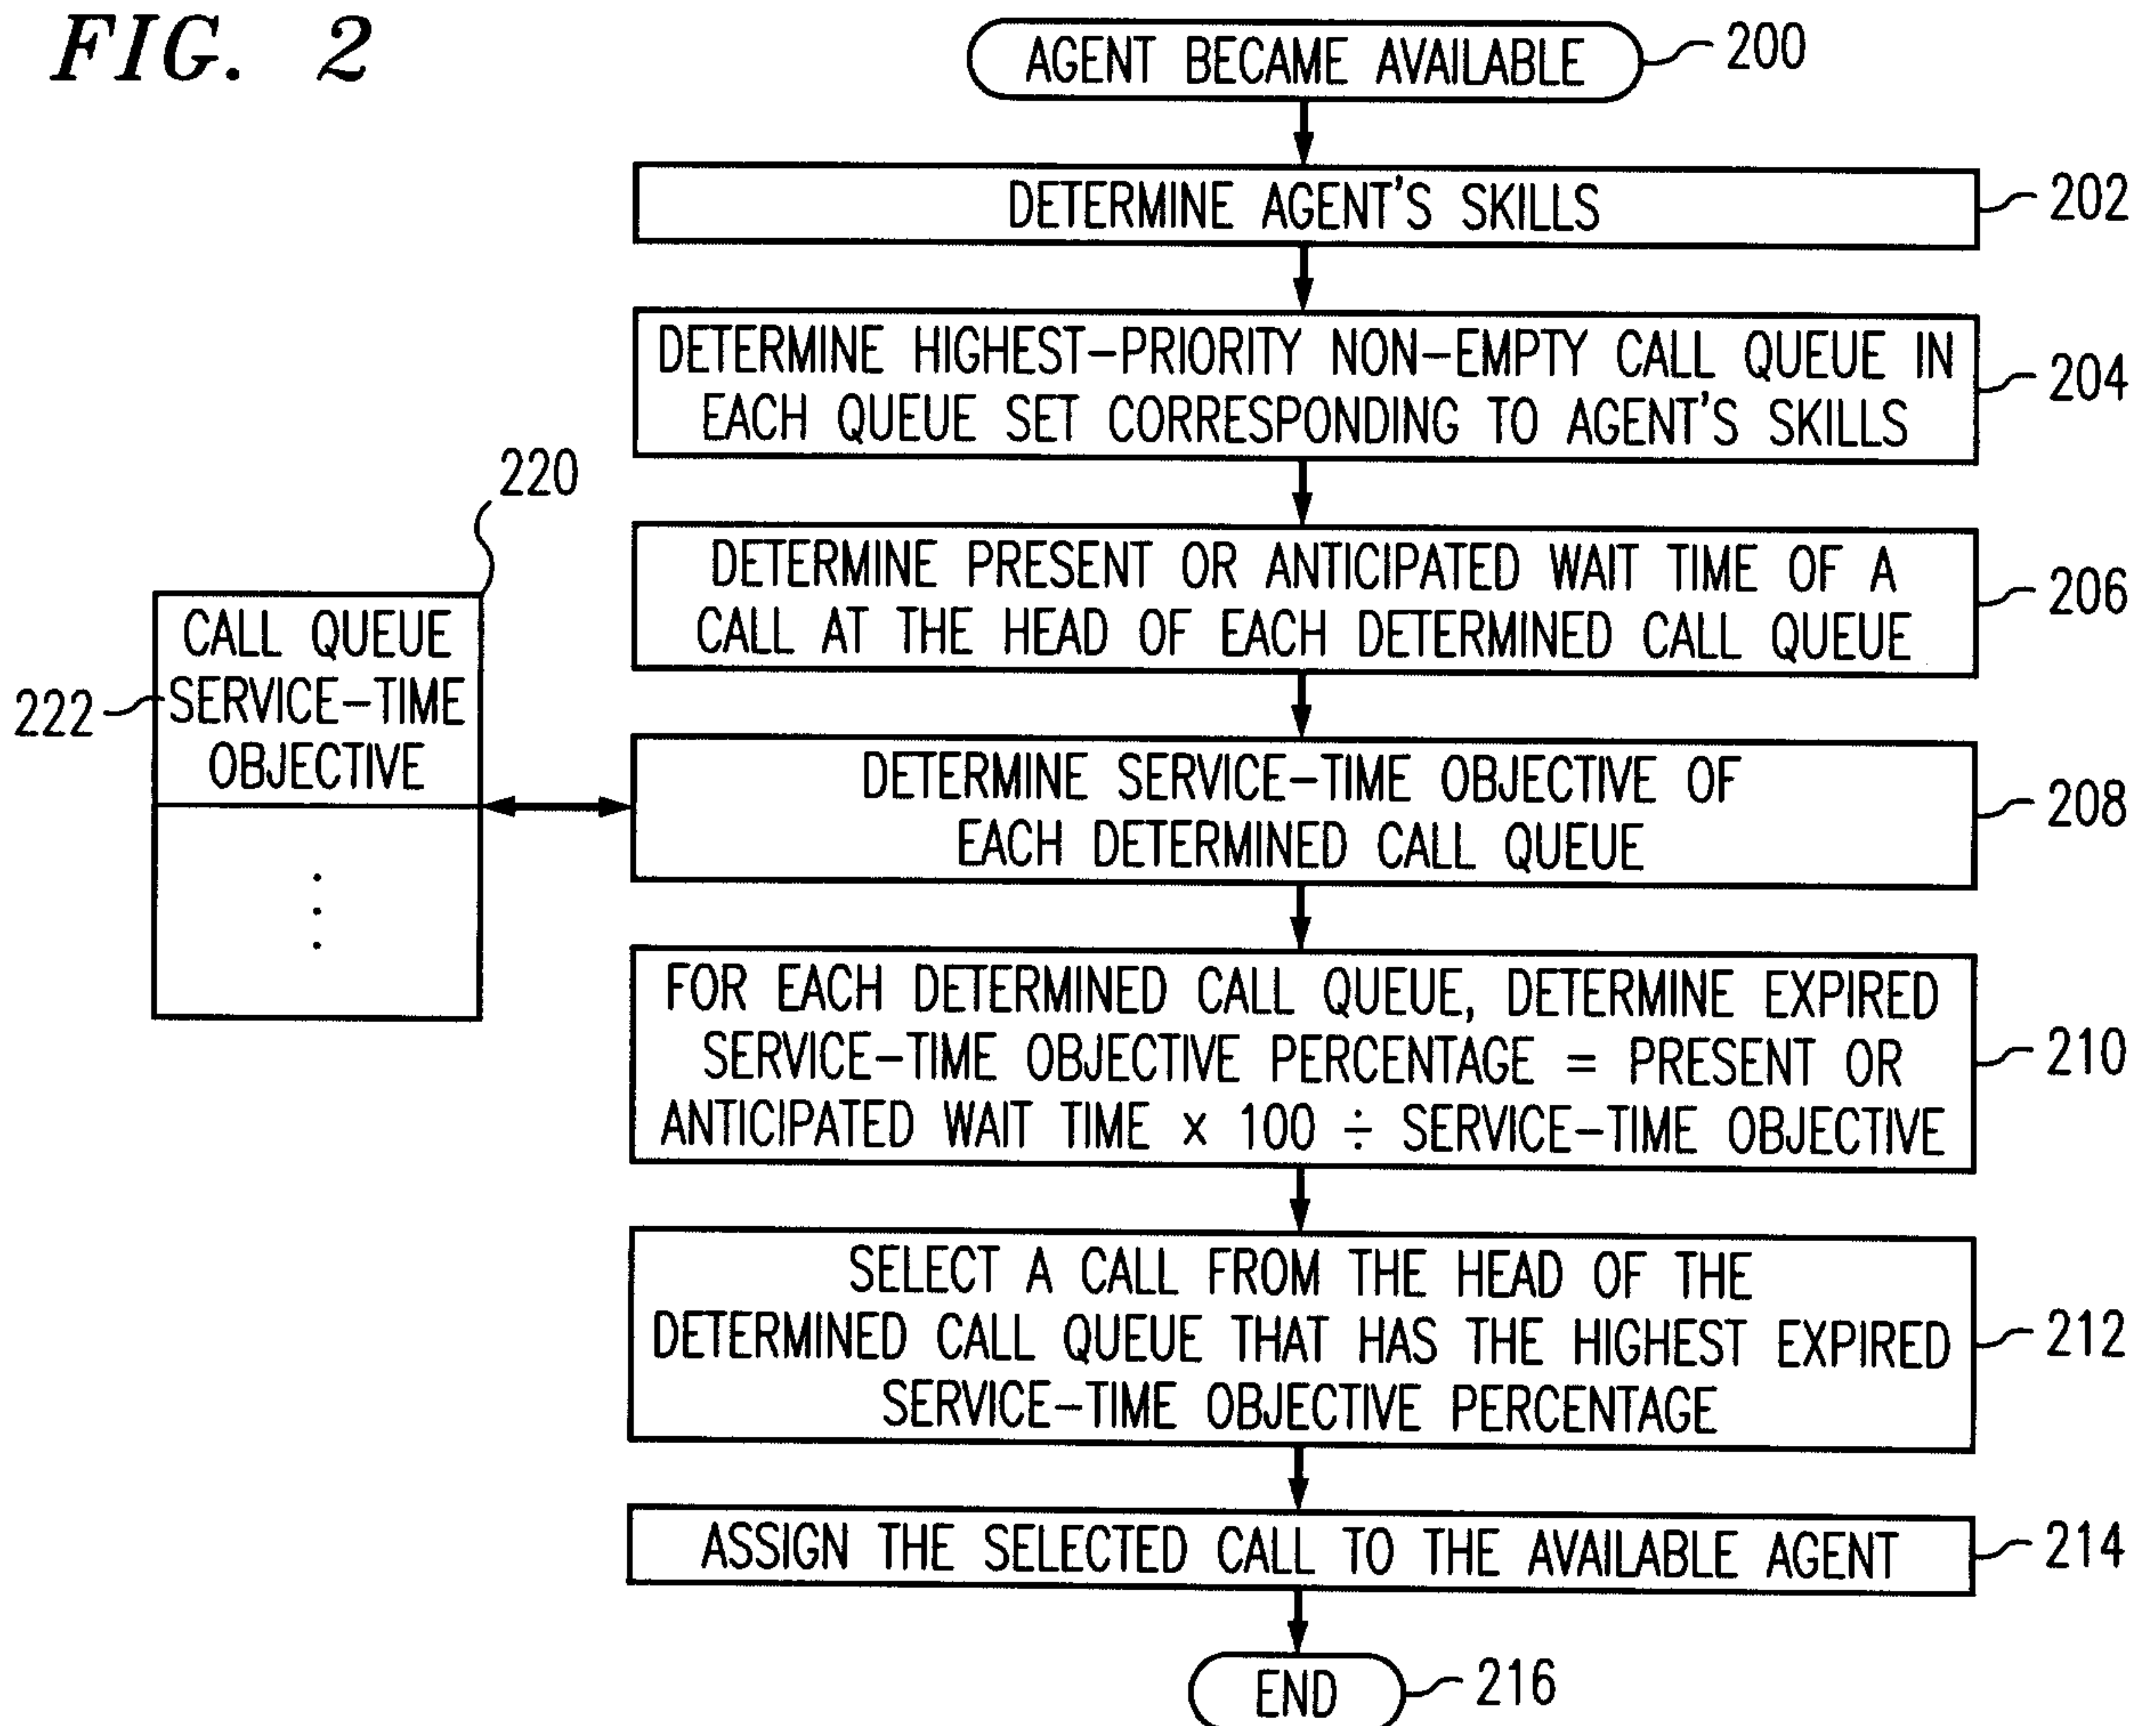 FIG. 2
AGENT BECAME AVAILABLE
200
DETERMINE AGENT'S SKILLS
202
DETERMINE HIGHEST-PRIORITY NON-EMPTY CALL QUEUE IN
EACH QUEUE SET CORRESPONDING TO AGENT'S SKILLS
204
220
CALL QUEUE
SERVICE-TIME
OBJECTIVE
222
DETERMINE PRESENT OR ANTICIPATED WAIT TIME OF A
CALL AT THE HEAD OF EACH DETERMINED CALL QUEUE
206
DETERMINE SERVICE-TIME OBJECTIVE OF
EACH DETERMINED CALL QUEUE
208
FOR EACH DETERMINED CALL QUEUE, DETERMINE EXPIRED
SERVICE-TIME OBJECTIVE PERCENTAGE = PRESENT OR
ANTICIPATED WAIT TIME x 100 ÷ SERVICE-TIME OBJECTIVE
210
SELECT A CALL FROM THE HEAD OF THE
DETERMINED CALL QUEUE THAT HAS THE HIGHEST EXPIRED
SERVICE-TIME OBJECTIVE PERCENTAGE
212
ASSIGN THE SELECTED CALL TO THE AVAILABLE AGENT
214
END
216